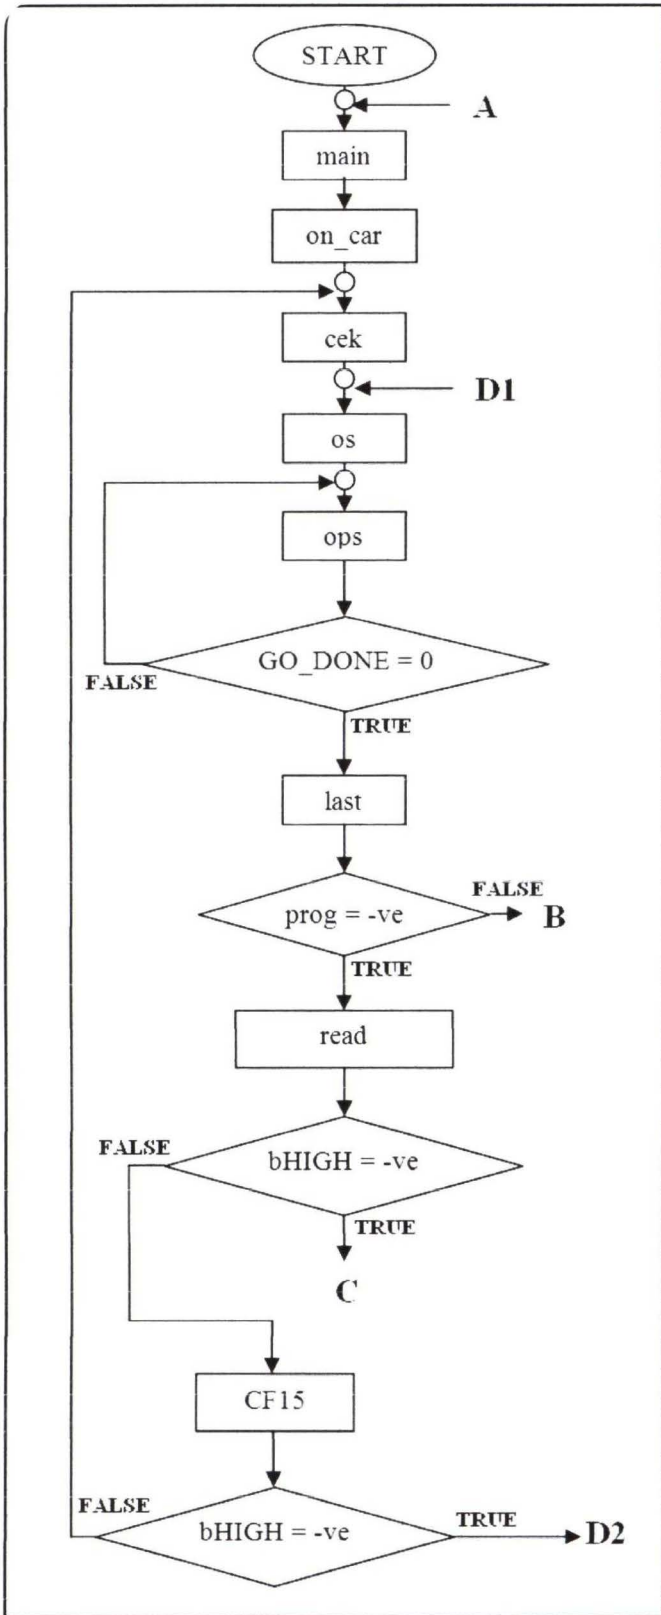 START
A
main
on_car
cek
D1
os
ops
GO_DONE = 0
FALSE
TRUE
last
FALSE
prog = -ve
B
TRUE
read
FALSE
bHIGH = -ve
TRUE
C
CF15
FALSE
TRUE
bHIGH = -ve
D2